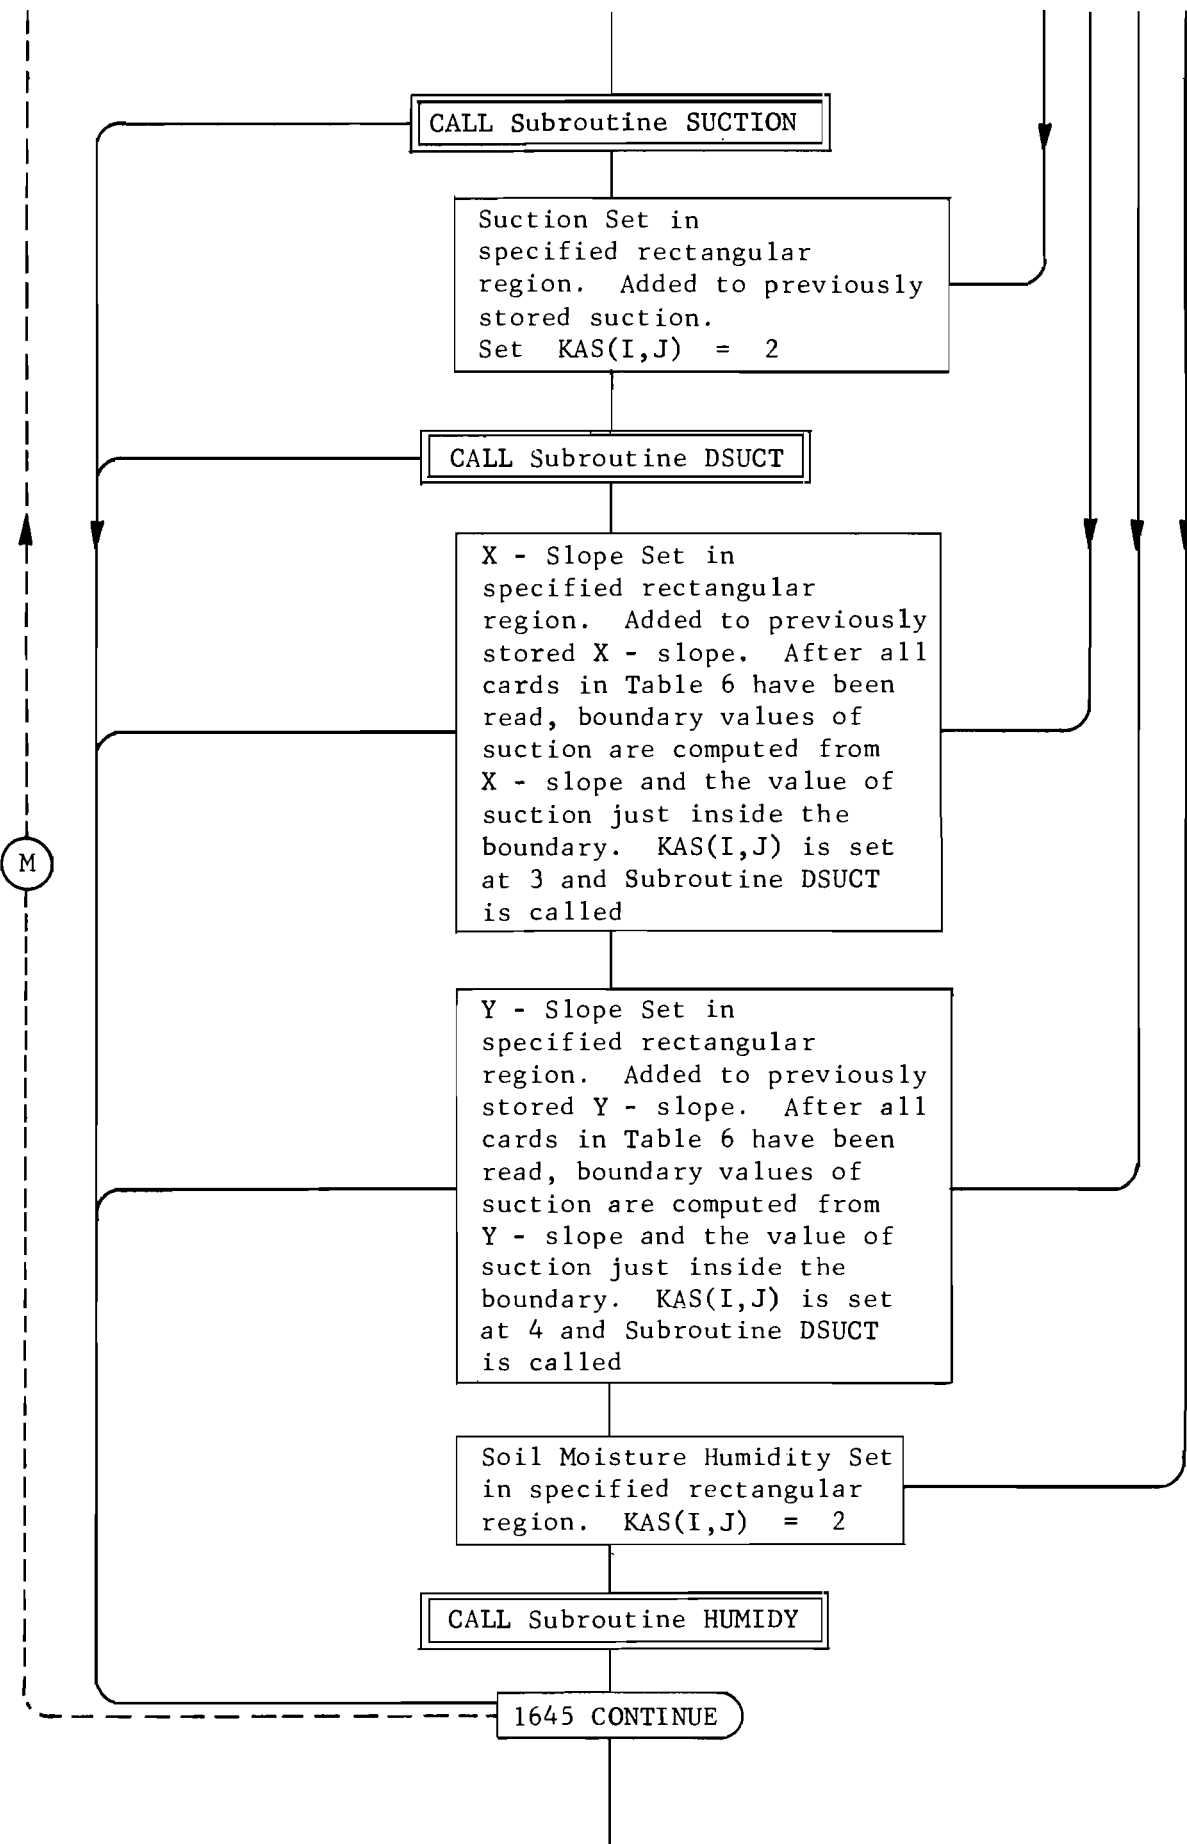 CALL Subroutine SUCTION
Suction Set in
specified rectangular
region. Added to previously
stored suction.
Set KAS(I,J) = 2
CALL Subroutine DSUCT
X - Slope Set in
specified rectangular
region. Added to previously
stored X - slope. After all
cards in Table 6 have been
read, boundary values of
suction are computed from
X - slope and the value of
suction just inside the
boundary. KAS(I,J) is set
at 3 and Subroutine DSUCT
is called
M
Y - Slope Set in
specified rectangular
region. Added to previously
stored Y - slope. After all
cards in Table 6 have been
read, boundary values of
suction are computed from
Y - slope and the value of
suction just inside the
boundary. KAS(I,J) is set
at 4 and Subroutine DSUCT
is called
Soil Moisture Humidity Set
in specified rectangular
region. KAS(I,J) = 2
CALL Subroutine HUMIDY
1645 CONTINUE